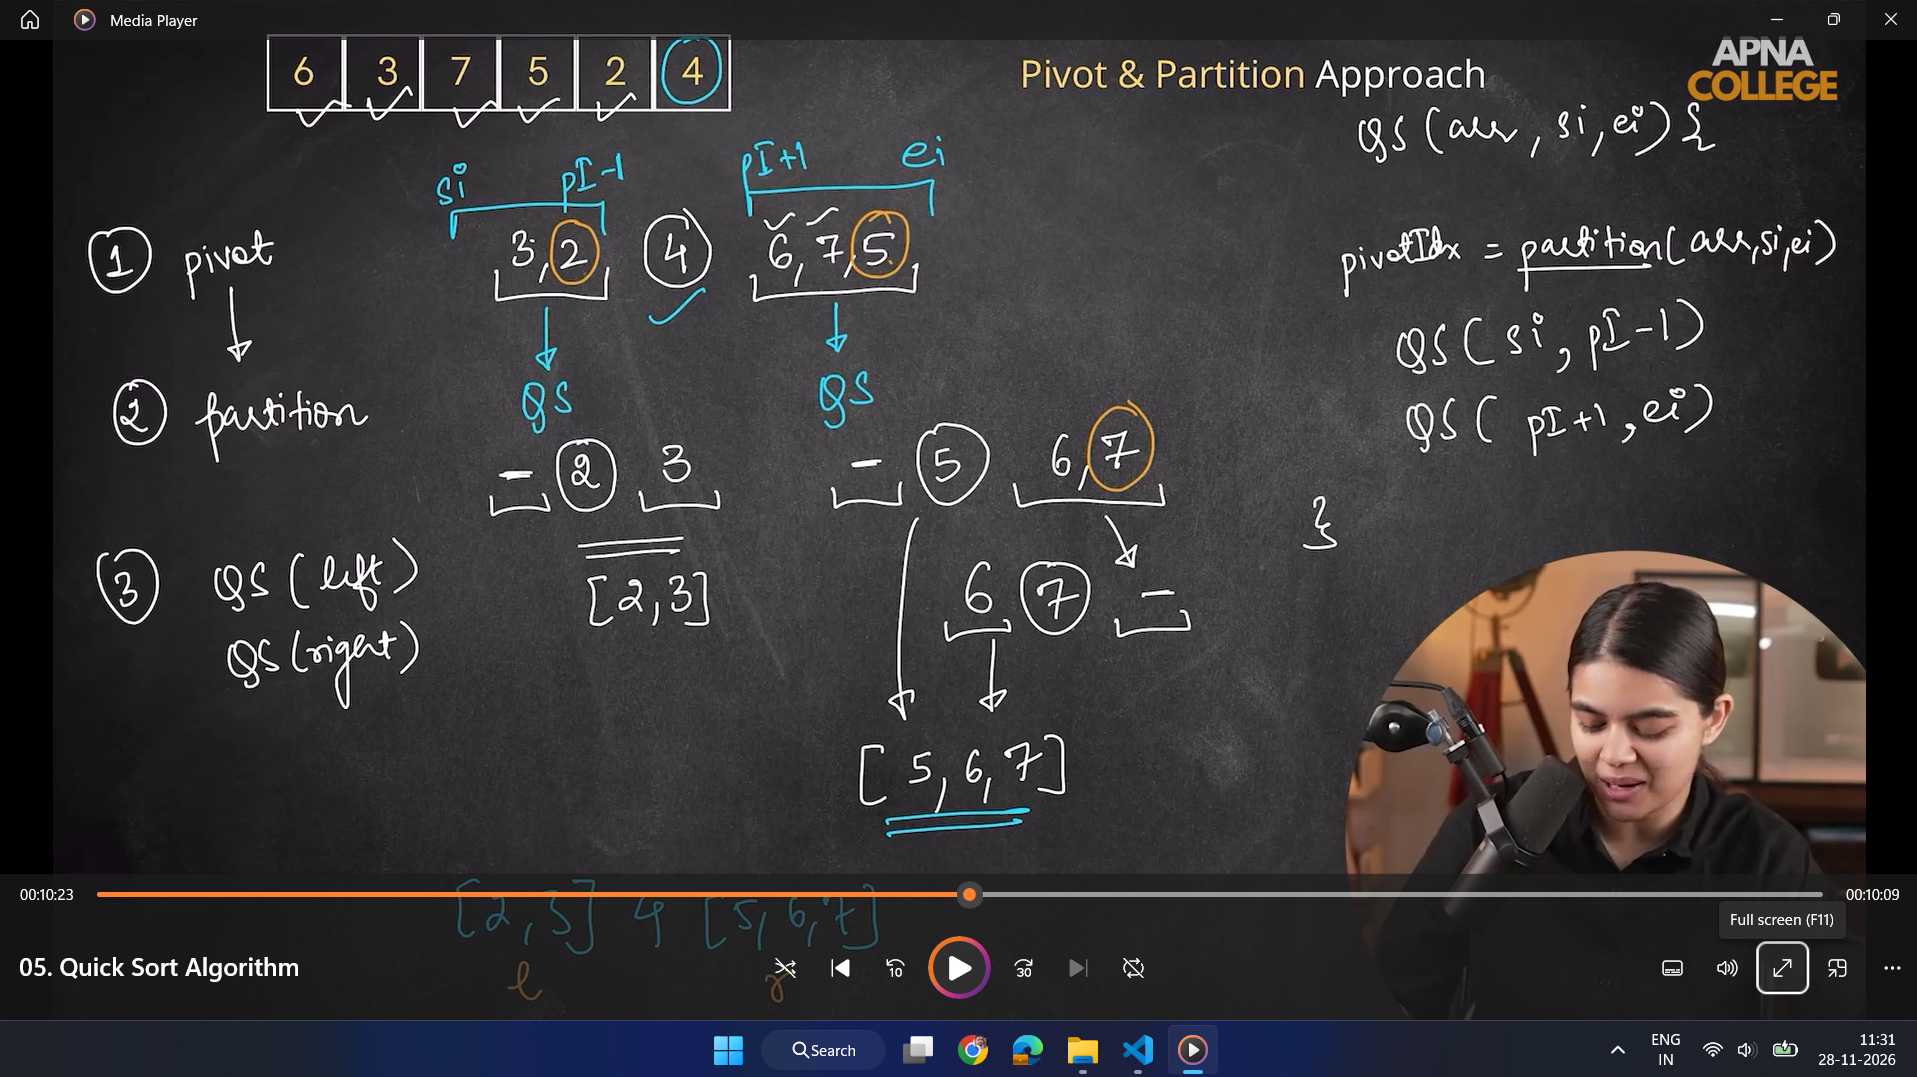 Media Player
6 3 7 5 2 4
Pivot & Partition Approach
APNA
COLLEGE
QS (arr, si, ei) {
si pI-1 pI+1 ei
3, 2 4 6, 7, 5
1 pivot
pivotIdx = partition(arr, si, ei)
QS ( si, pI-1)
QS QS
2 partition
QS ( pI+1, ei)
- 2 3 - 5 6, 7
}
3 QS (left)
[2,3]
6 7 -
QS (right)
[ 5, 6, 7 ]
00:10:23
00:10:09
[2,3] 4 [5, 6, 7]
Full screen (F11)
05. Quick Sort Algorithm
10
30
l r
Search
ENG
IN
11:31
28-11-2026